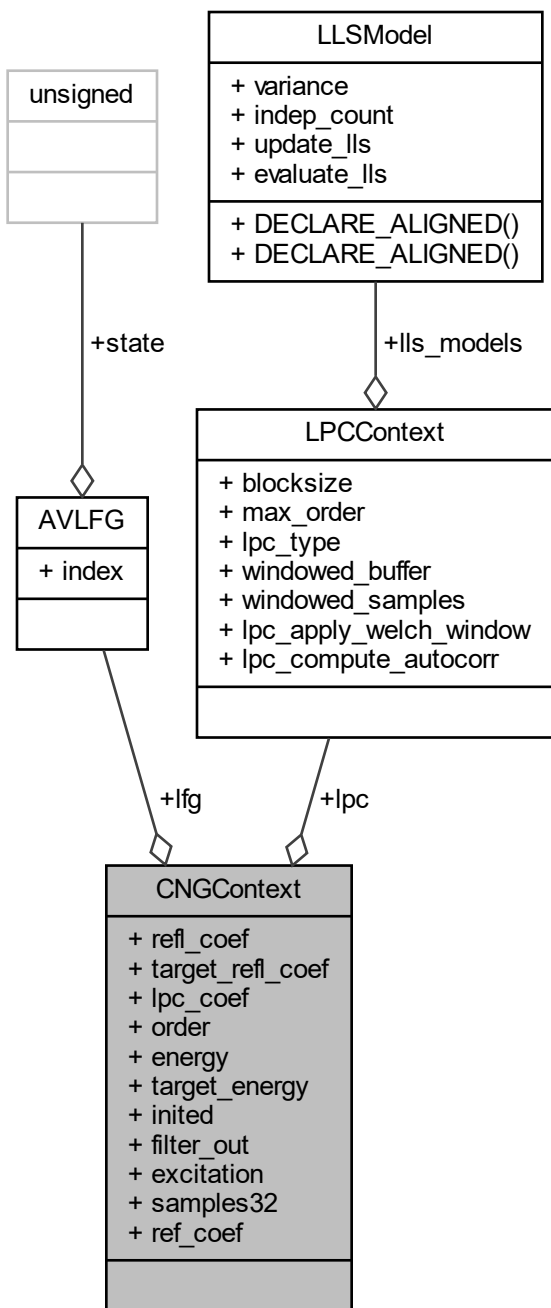 LLSModel
+ variance
+ indep_count
+ update_lls
+ evaluate_lls
+ DECLARE_ALIGNED()
+ DECLARE_ALIGNED()
unsigned
+state
+lls_models
LPCContext
+ blocksize
+ max_order
+ lpc_type
+ windowed_buffer
+ windowed_samples
+ lpc_apply_welch_window
+ lpc_compute_autocorr
AVLFG
+ index
+lfg
+lpc
CNGContext
+ refl_coef
+ target_refl_coef
+ lpc_coef
+ order
+ energy
+ target_energy
+ inited
+ filter_out
+ excitation
+ samples32
+ ref_coef